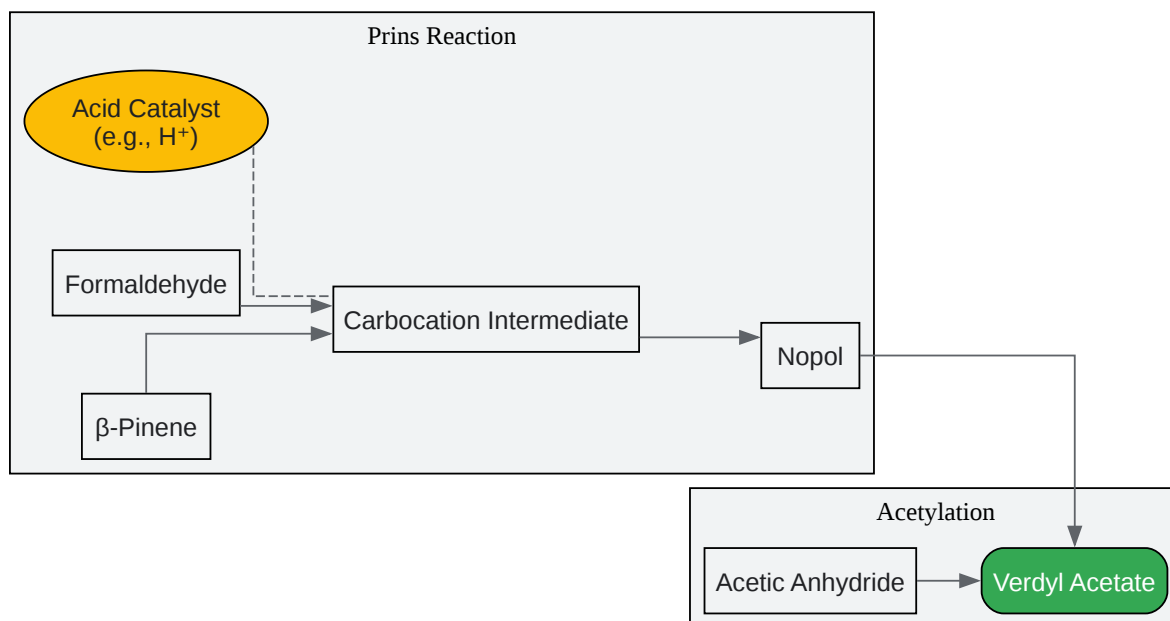 Prins Reaction
Acid Catalyst
(e.g., H⁺)
Formaldehyde
Carbocation Intermediate
Nopol
β-Pinene
Acetylation
Acetic Anhydride
Verdyl Acetate